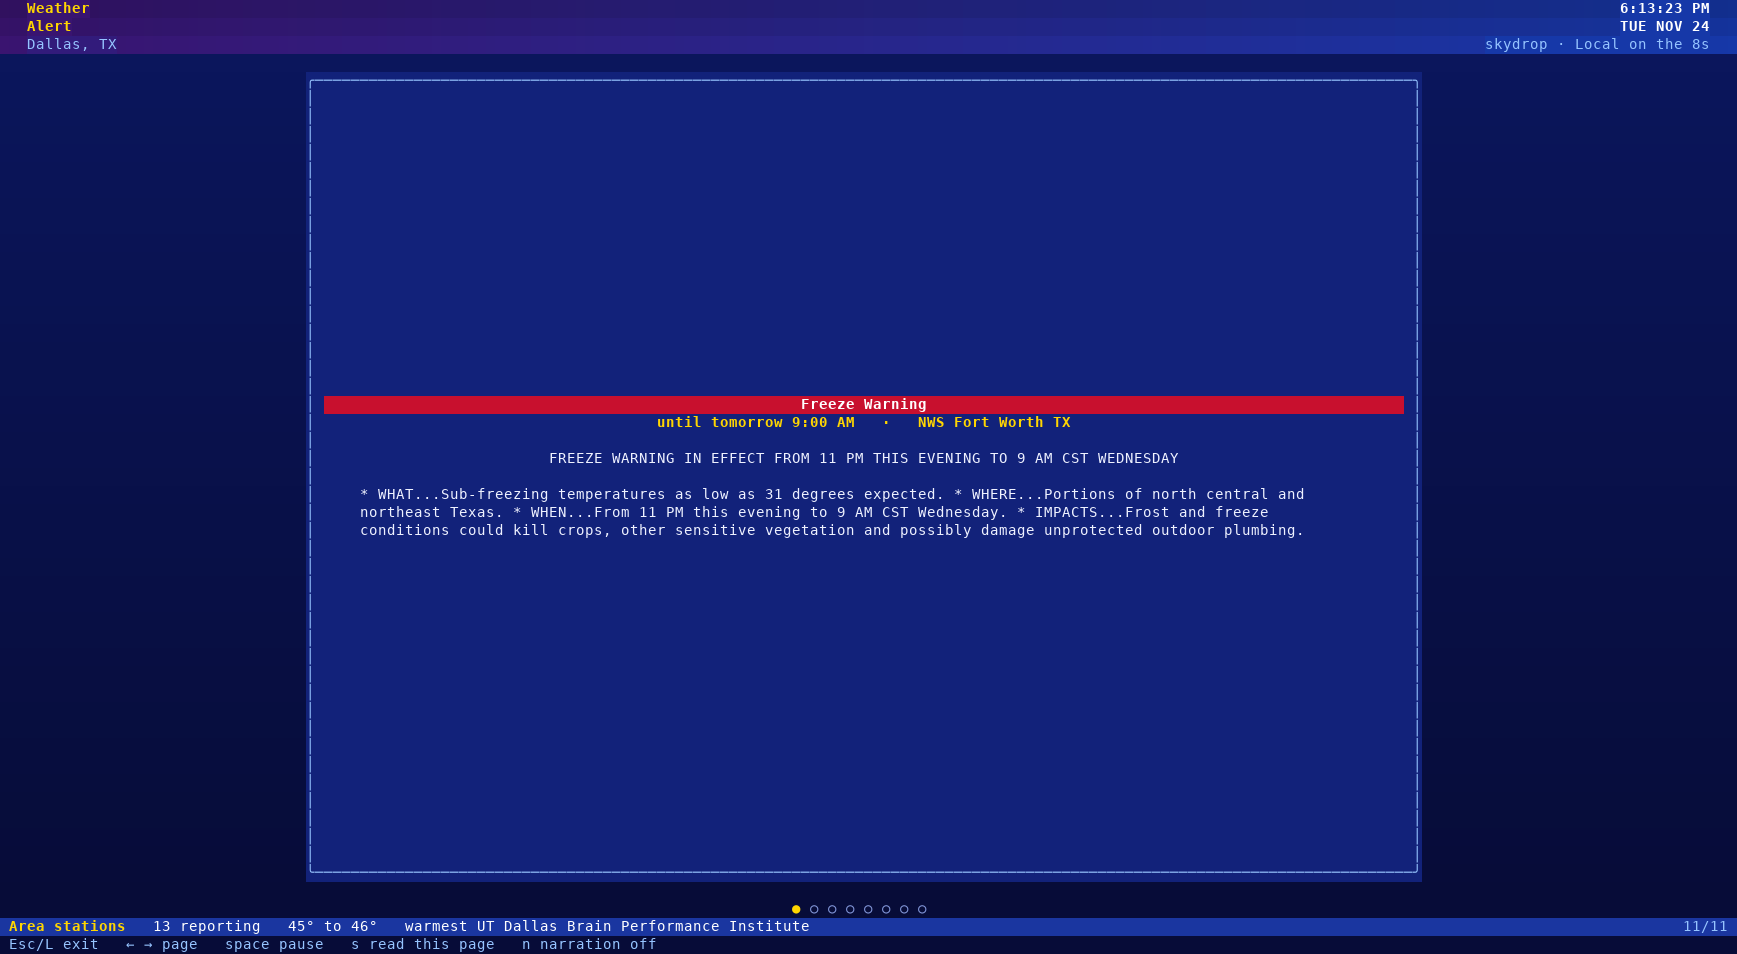 Weather
Alert
Dallas, TX
6:13:23 PM
TUE NOV 24
skydrop · Local on the 8s
Freeze Warning
until tomorrow 9:00 AM · NWS Fort Worth TX
FREEZE WARNING IN EFFECT FROM 11 PM THIS EVENING TO 9 AM CST WEDNESDAY
* WHAT...Sub-freezing temperatures as low as 31 degrees expected. * WHERE...Portions of north central and
northeast Texas. * WHEN...From 11 PM this evening to 9 AM CST Wednesday. * IMPACTS...Frost and freeze
conditions could kill crops, other sensitive vegetation and possibly damage unprotected outdoor plumbing.
Area stations 13 reporting 45° to 46° warmest UT Dallas Brain Performance Institute 11/11
Esc/L exit ← → page space pause s read this page n narration off